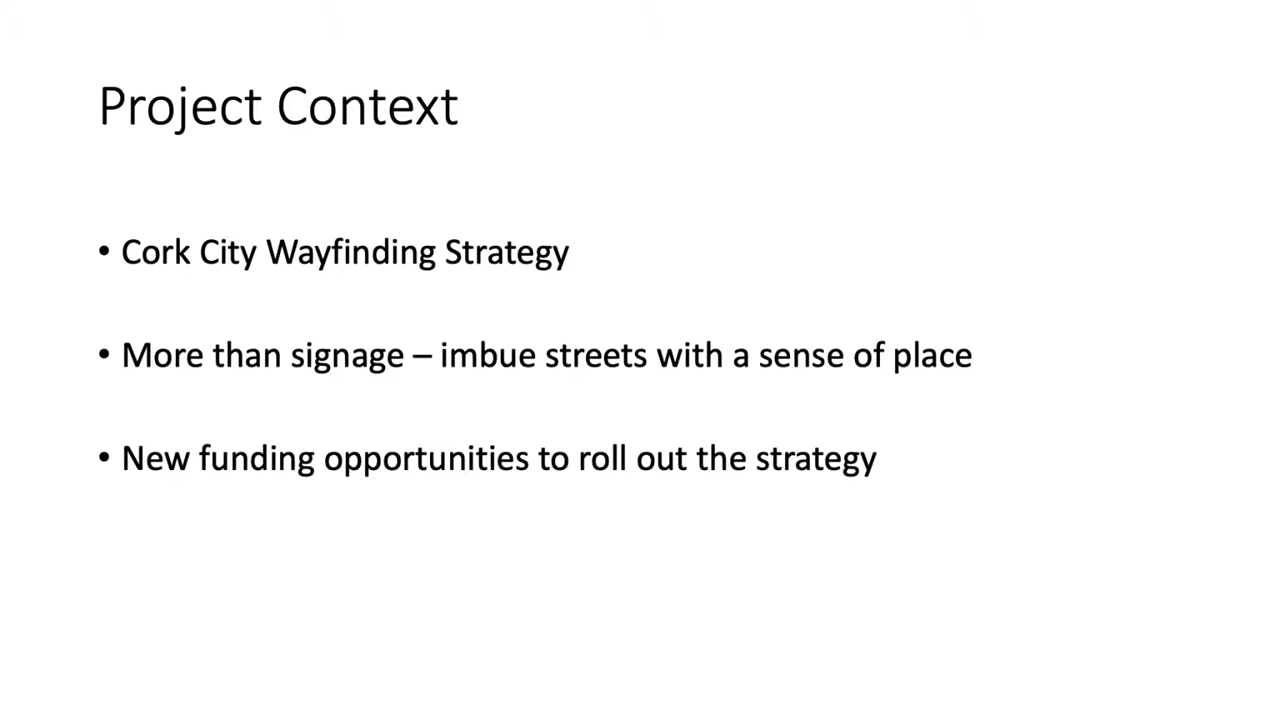 Project Context
• Cork City Wayfinding Strategy
• More than signage – imbue streets with a sense of place
• New funding opportunities to roll out the strategy